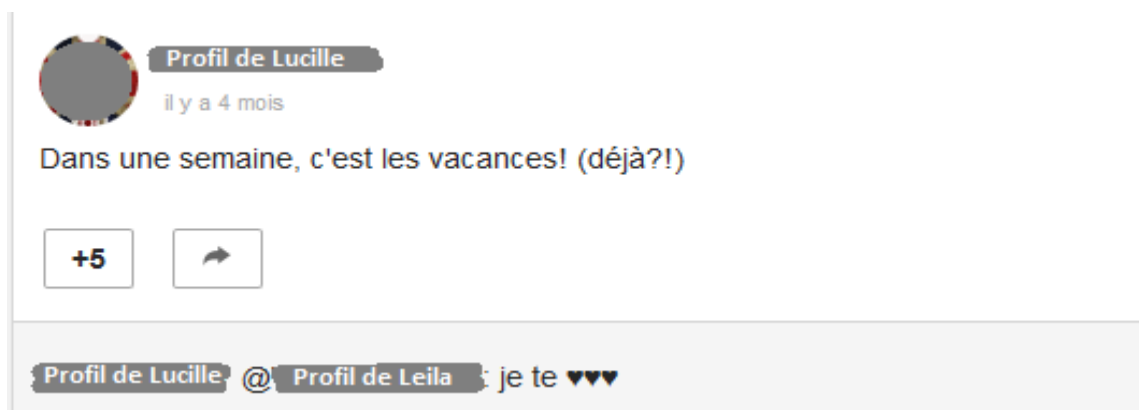 Profil de Lucille
il y a 4 mois
Dans une semaine, c'est les vacances! (déjà?!)
+5
Profil de Lucille @ Profil de Leila : je te ♥♥♥